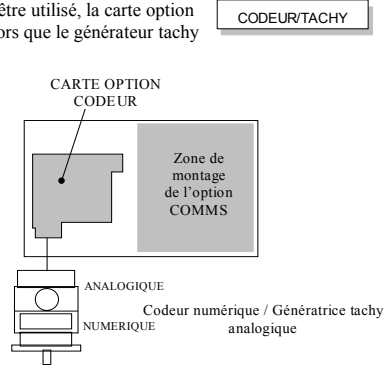 être utilisé, la carte option
ors que le générateur tachy
CODEUR/TACHY
CARTE OPTION
CODEUR
Zone de
montage
de l'option
COMMS
ANALOGIQUE
NUMERIQUE
Codeur numérique / Génératrice tachy
analogique